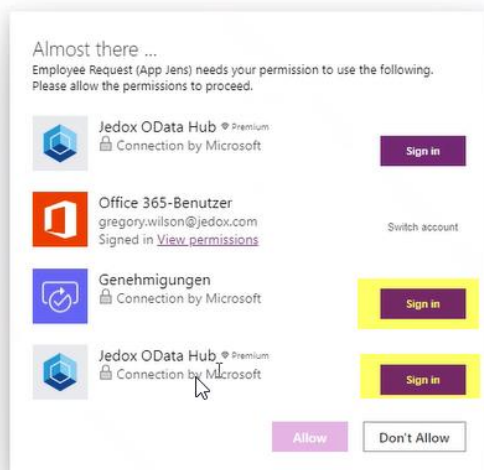 Almost there ...
Employee Request (App Jens) needs your permission to use the following.
Please allow the permissions to proceed.
Jedox OData Hub Premium
Connection by Microsoft
Sign in
Office 365-Benutzer
gregory.wilson@jedox.com
Signed in View permissions
Switch account
Genehmigungen
Connection by Microsoft
Sign in
Jedox OData Hub Premium
Connection by Microsoft
Sign in
Allow
Don't Allow